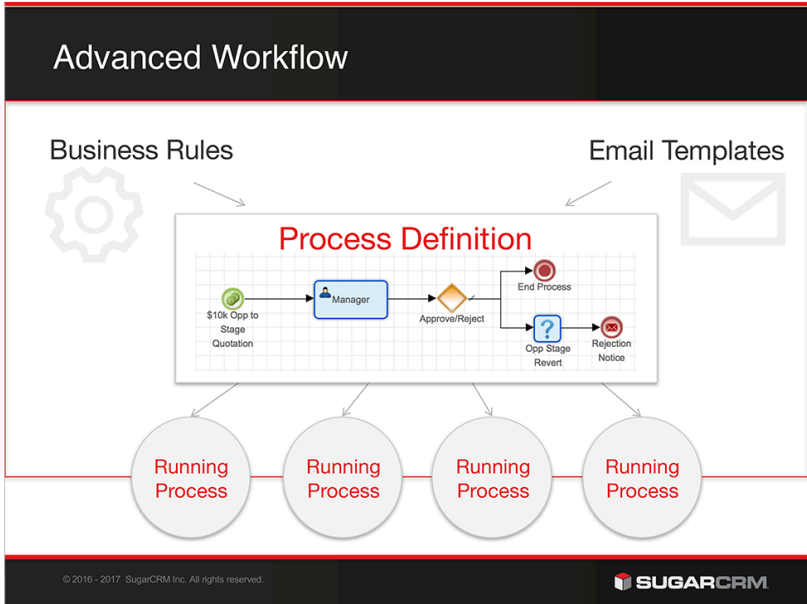 Advanced Workflow
Business Rules
Email Templates
Process Definition
$10k Opp to
Stage
Quotation
Manager
Approve/Reject
End Process
?
Opp Stage
Revert
Rejection
Notice
Running
Process
Running
Process
Running
Process
Running
Process
© 2016 - 2017 SugarCRM Inc. All rights reserved.
SUGARCRM.